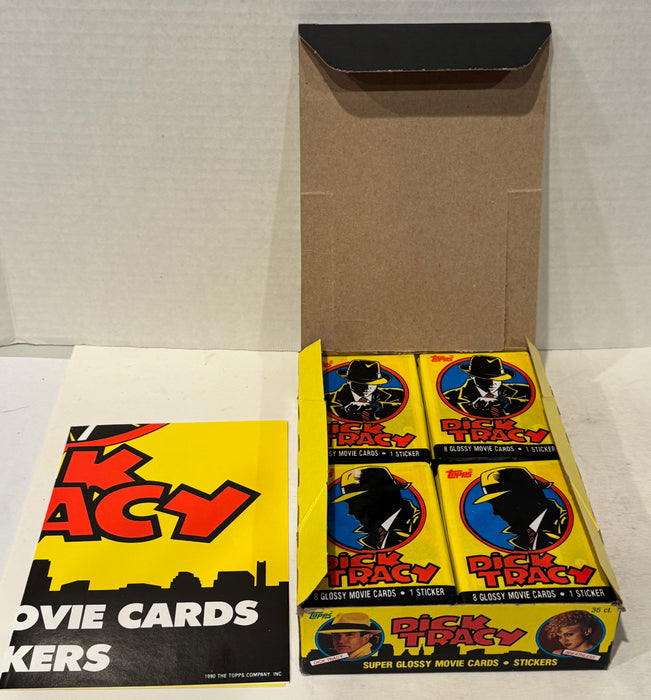 K
ACY
OVIE CARDS
KERS
1990 THE TOPPS COMPANY, INC.
DICK
TRACY
8 GLOSSY MOVIE CARDS • 1 STICKER
TOPPS
DICK
TRACY
8 GLOSSY MOVIE CARDS • 1 STICKER
DICK
TRACY
8 GLOSSY MOVIE CARDS • 1 STICKER
TOPPS
DICK
TRACY
8 GLOSSY MOVIE CARDS • 1 STICKER
TOPPS
36 ct.
DICK
TRACY
DICK TRACY
SUPER GLOSSY MOVIE CARDS • STICKERS